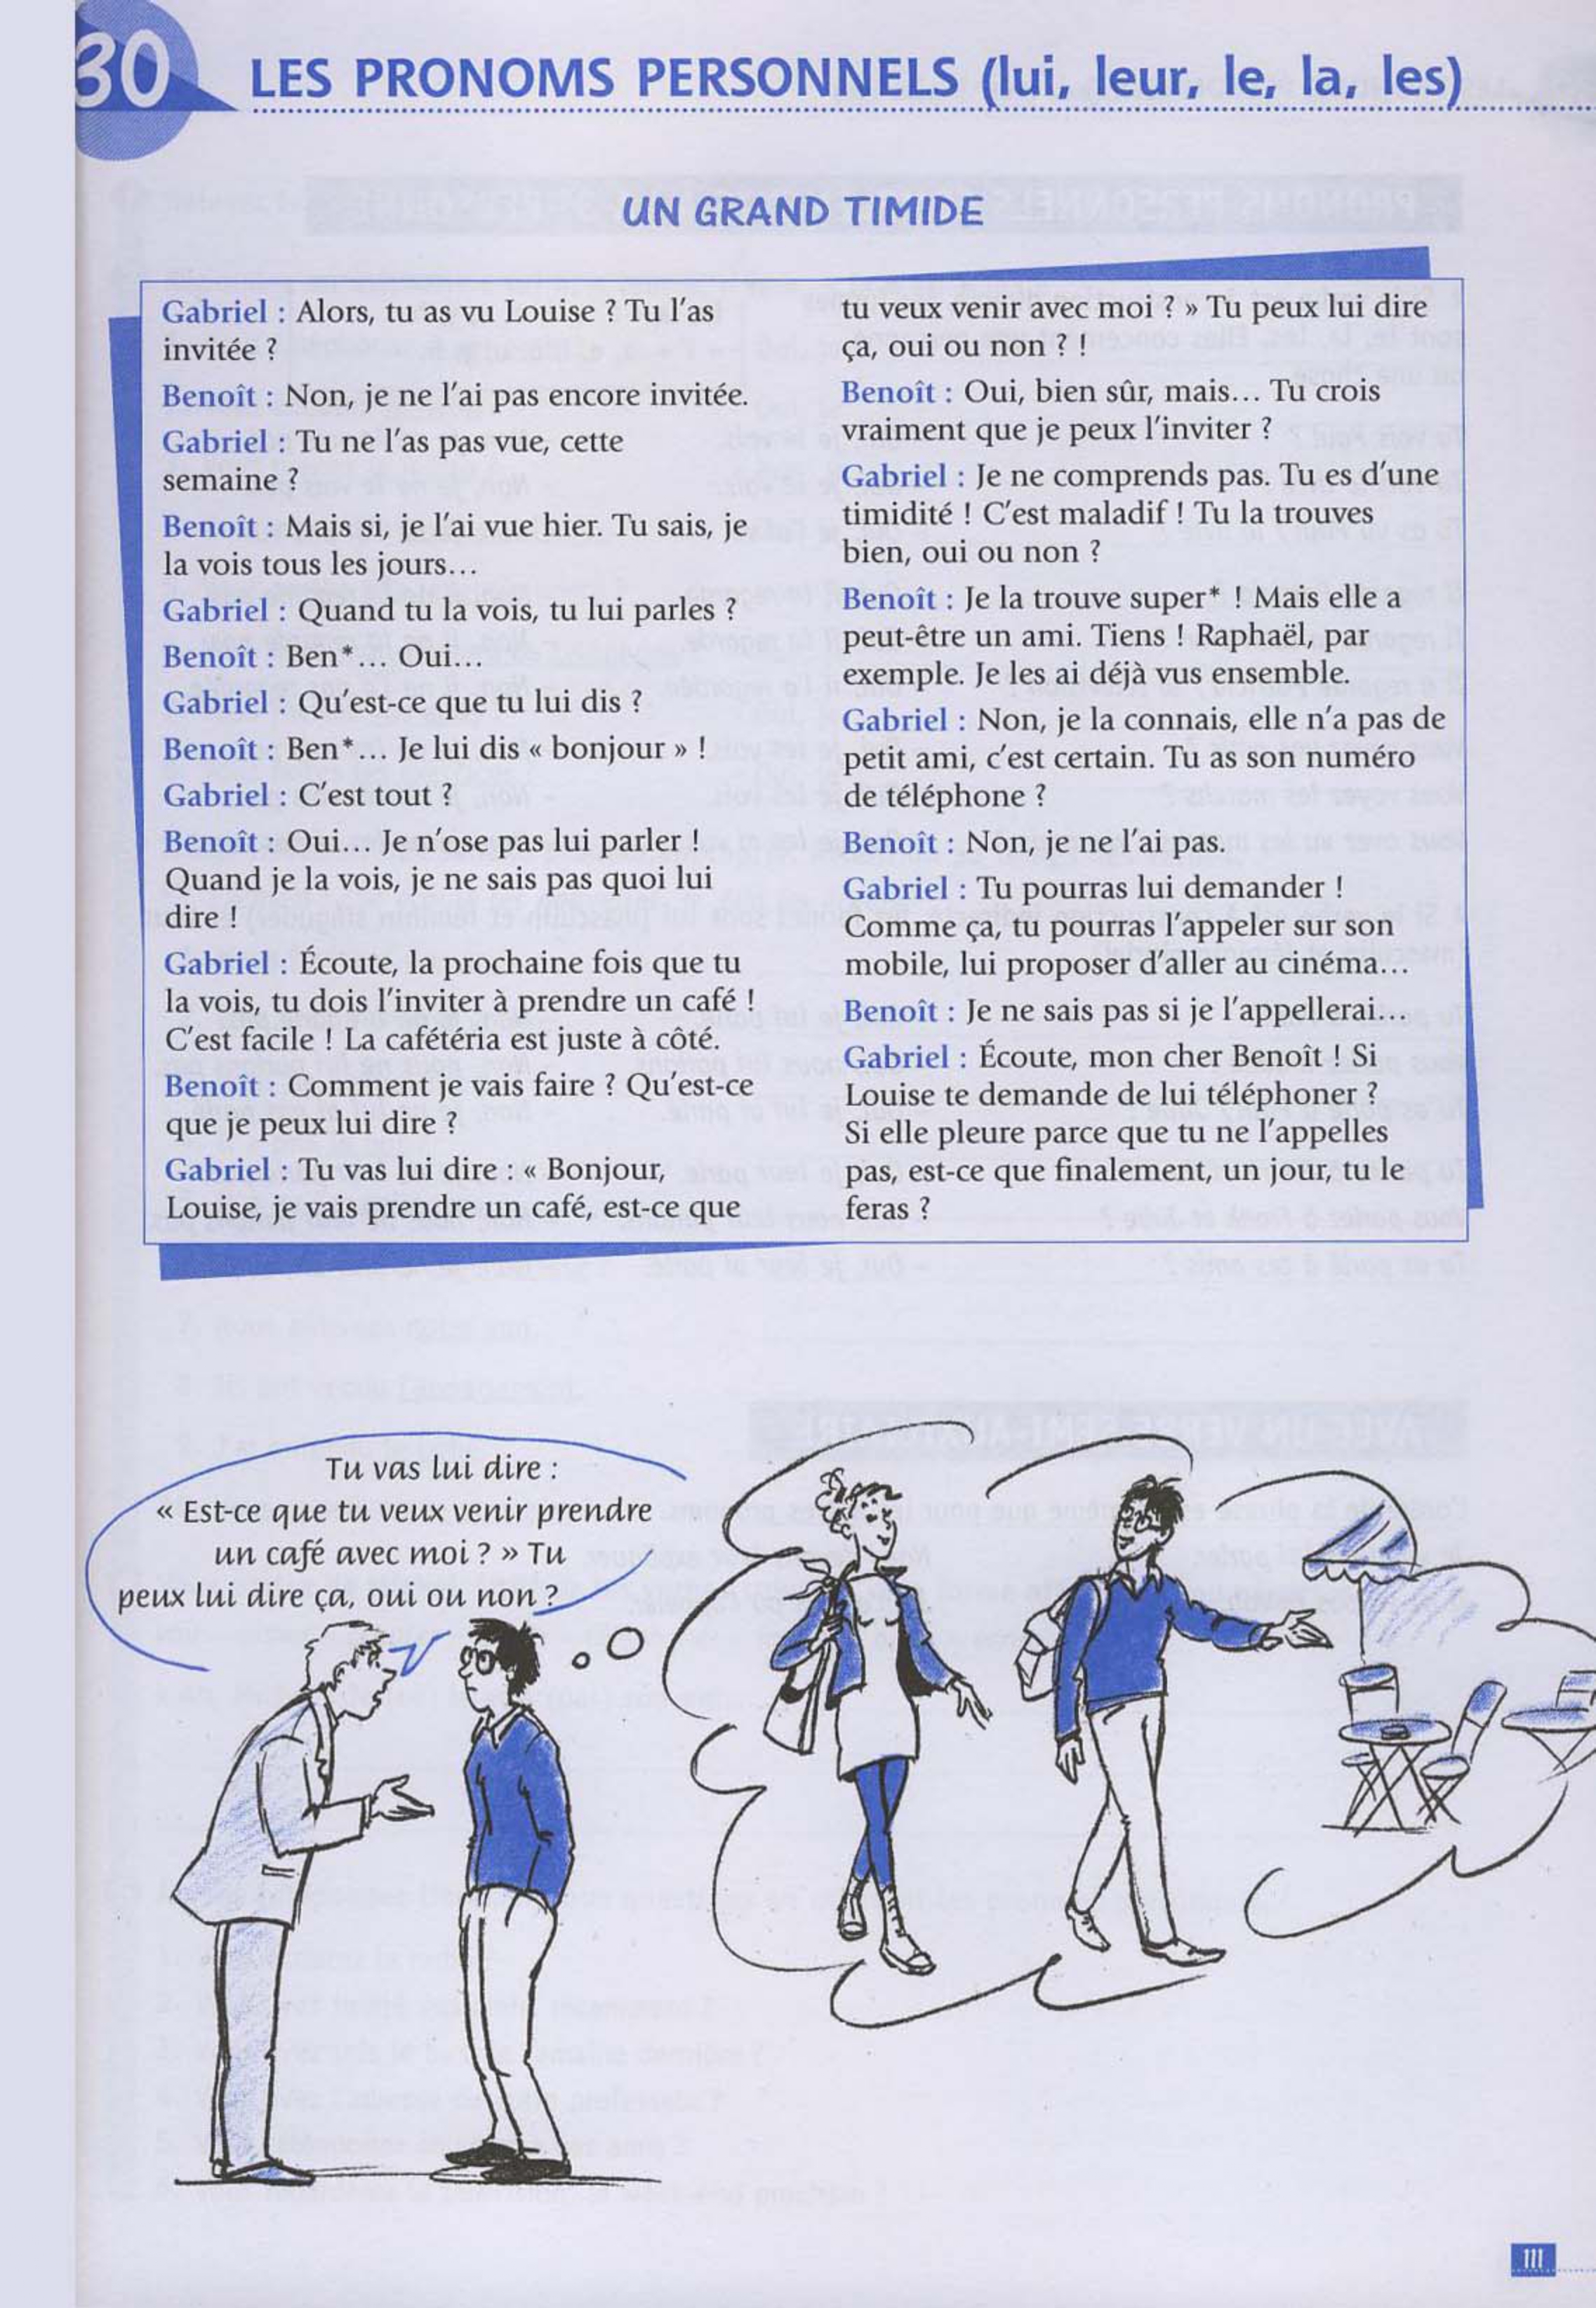 30
LES PRONOMS PERSONNELS (lui, leur, le, la, les)
UN GRAND TIMIDE
Gabriel : Alors, tu as vu Louise ? Tu l'as
invitée ?
Benoît : Non, je ne l'ai pas encore invitée.
Gabriel : Tu ne l'as pas vue, cette
semaine ?
Benoît : Mais si, je l'ai vue hier. Tu sais, je
la vois tous les jours…
Gabriel : Quand tu la vois, tu lui parles ?
Benoît : Ben*… Oui…
Gabriel : Qu'est-ce que tu lui dis ?
Benoît : Ben*… Je lui dis « bonjour » !
Gabriel : C'est tout ?
Benoît : Oui… Je n'ose pas lui parler !
Quand je la vois, je ne sais pas quoi lui
dire !
Gabriel : Écoute, la prochaine fois que tu
la vois, tu dois l'inviter à prendre un café !
C'est facile ! La cafétéria est juste à côté.
Benoît : Comment je vais faire ? Qu'est-ce
que je peux lui dire ?
Gabriel : Tu vas lui dire : « Bonjour,
Louise, je vais prendre un café, est-ce que
tu veux venir avec moi ? » Tu peux lui dire
ça, oui ou non ? !
Benoît : Oui, bien sûr, mais… Tu crois
vraiment que je peux l'inviter ?
Gabriel : Je ne comprends pas. Tu es d'une
timidité ! C'est maladif ! Tu la trouves
bien, oui ou non ?
Benoît : Je la trouve super* ! Mais elle a
peut-être un ami. Tiens ! Raphaël, par
exemple. Je les ai déjà vus ensemble.
Gabriel : Non, je la connais, elle n'a pas de
petit ami, c'est certain. Tu as son numéro
de téléphone ?
Benoît : Non, je ne l'ai pas.
Gabriel : Tu pourras lui demander !
Comme ça, tu pourras l'appeler sur son
mobile, lui proposer d'aller au cinéma…
Benoît : Je ne sais pas si je l'appellerai…
Gabriel : Écoute, mon cher Benoît ! Si
Louise te demande de lui téléphoner ?
Si elle pleure parce que tu ne l'appelles
pas, est-ce que finalement, un jour, tu le
feras ?
Tu vas lui dire :
« Est-ce que tu veux venir prendre
un café avec moi ? » Tu
peux lui dire ça, oui ou non ?
111